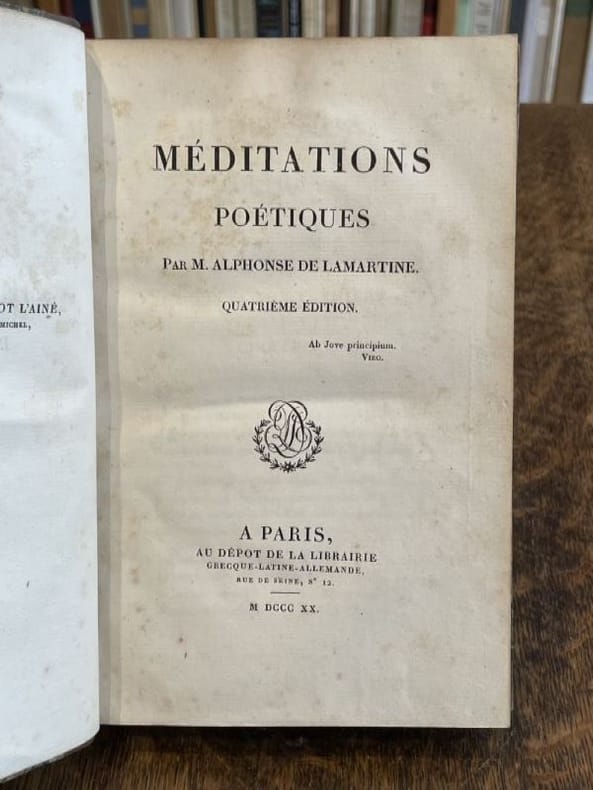 OT L'AINÉ,
MICHEL,
MÉDITATIONS
POÉTIQUES
PAR M. ALPHONSE DE LAMARTINE.
QUATRIÈME ÉDITION.
Ab Jove principium.
VIRG.
A PARIS,
AU DÉPOT DE LA LIBRAIRIE
GRECQUE-LATINE-ALLEMANDE,
RUE DE SEINE, N° 12.
M DCCC XX.